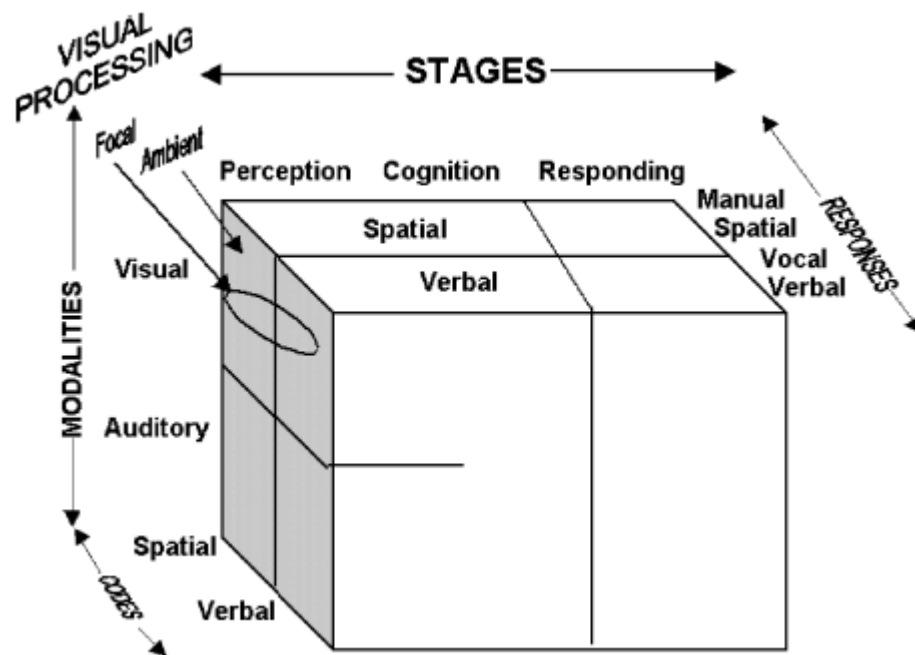 VISUAL
PROCESSING
STAGES
Focal
Ambient
Perception Cognition Responding
Manual
Spatial
Vocal
Verbal
RESPONSES
Spatial
Verbal
Visual
MODALITIES
Auditory
Spatial
Verbal
CODES